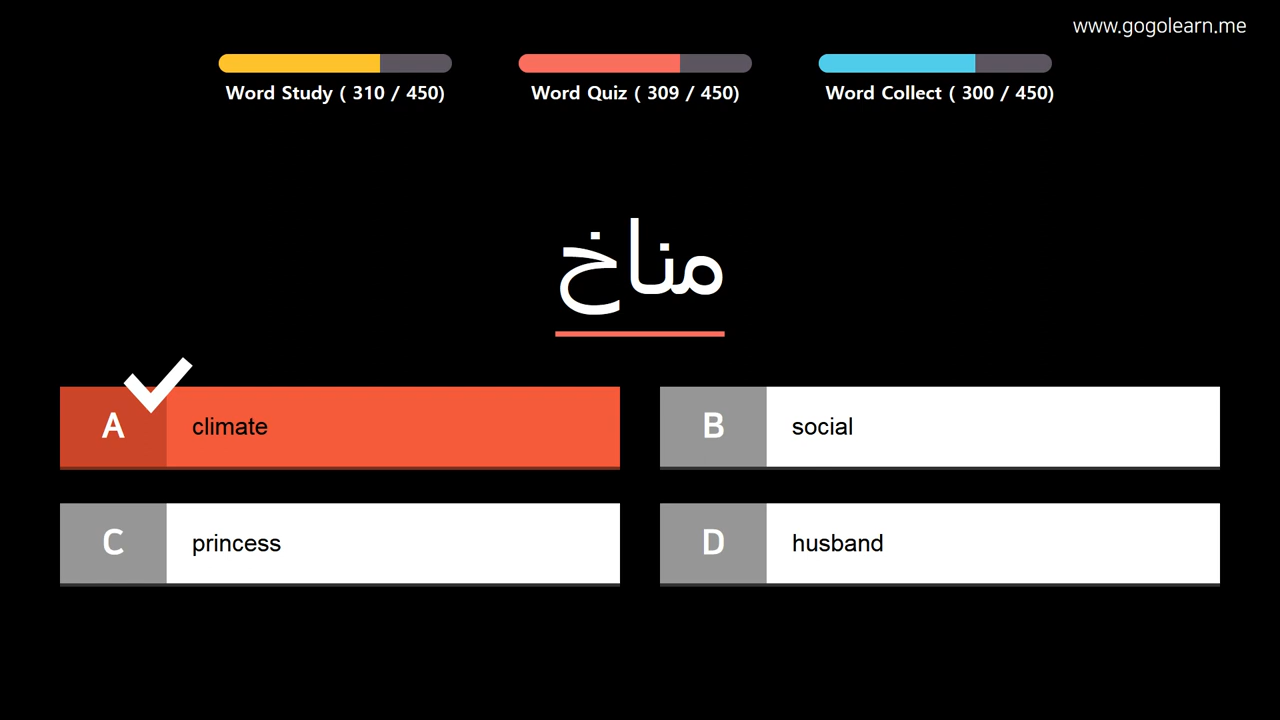 www.gogolearn.me
Word Study ( 310 / 450)
Word Quiz ( 309 / 450)
Word Collect ( 300 / 450)
مناخ
A climate
B social
C princess
D husband